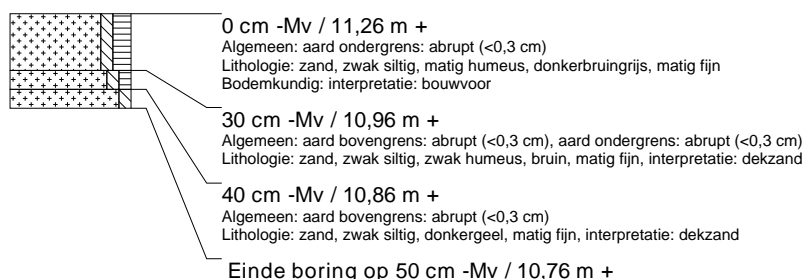 0 cm -Mv / 11,26 m +
Algemeen: aard ondergrens: abrupt (<0,3 cm)
Lithologie: zand, zwak siltig, matig humeus, donkerbruingrijs, matig fijn
Bodemkundig: interpretatie: bouwvoor
30 cm -Mv / 10,96 m +
Algemeen: aard bovengrens: abrupt (<0,3 cm), aard ondergrens: abrupt (<0,3 cm)
Lithologie: zand, zwak siltig, zwak humeus, bruin, matig fijn, interpretatie: dekzand
40 cm -Mv / 10,86 m +
Algemeen: aard bovengrens: abrupt (<0,3 cm)
Lithologie: zand, zwak siltig, donkergeel, matig fijn, interpretatie: dekzand
Einde boring op 50 cm -Mv / 10,76 m +